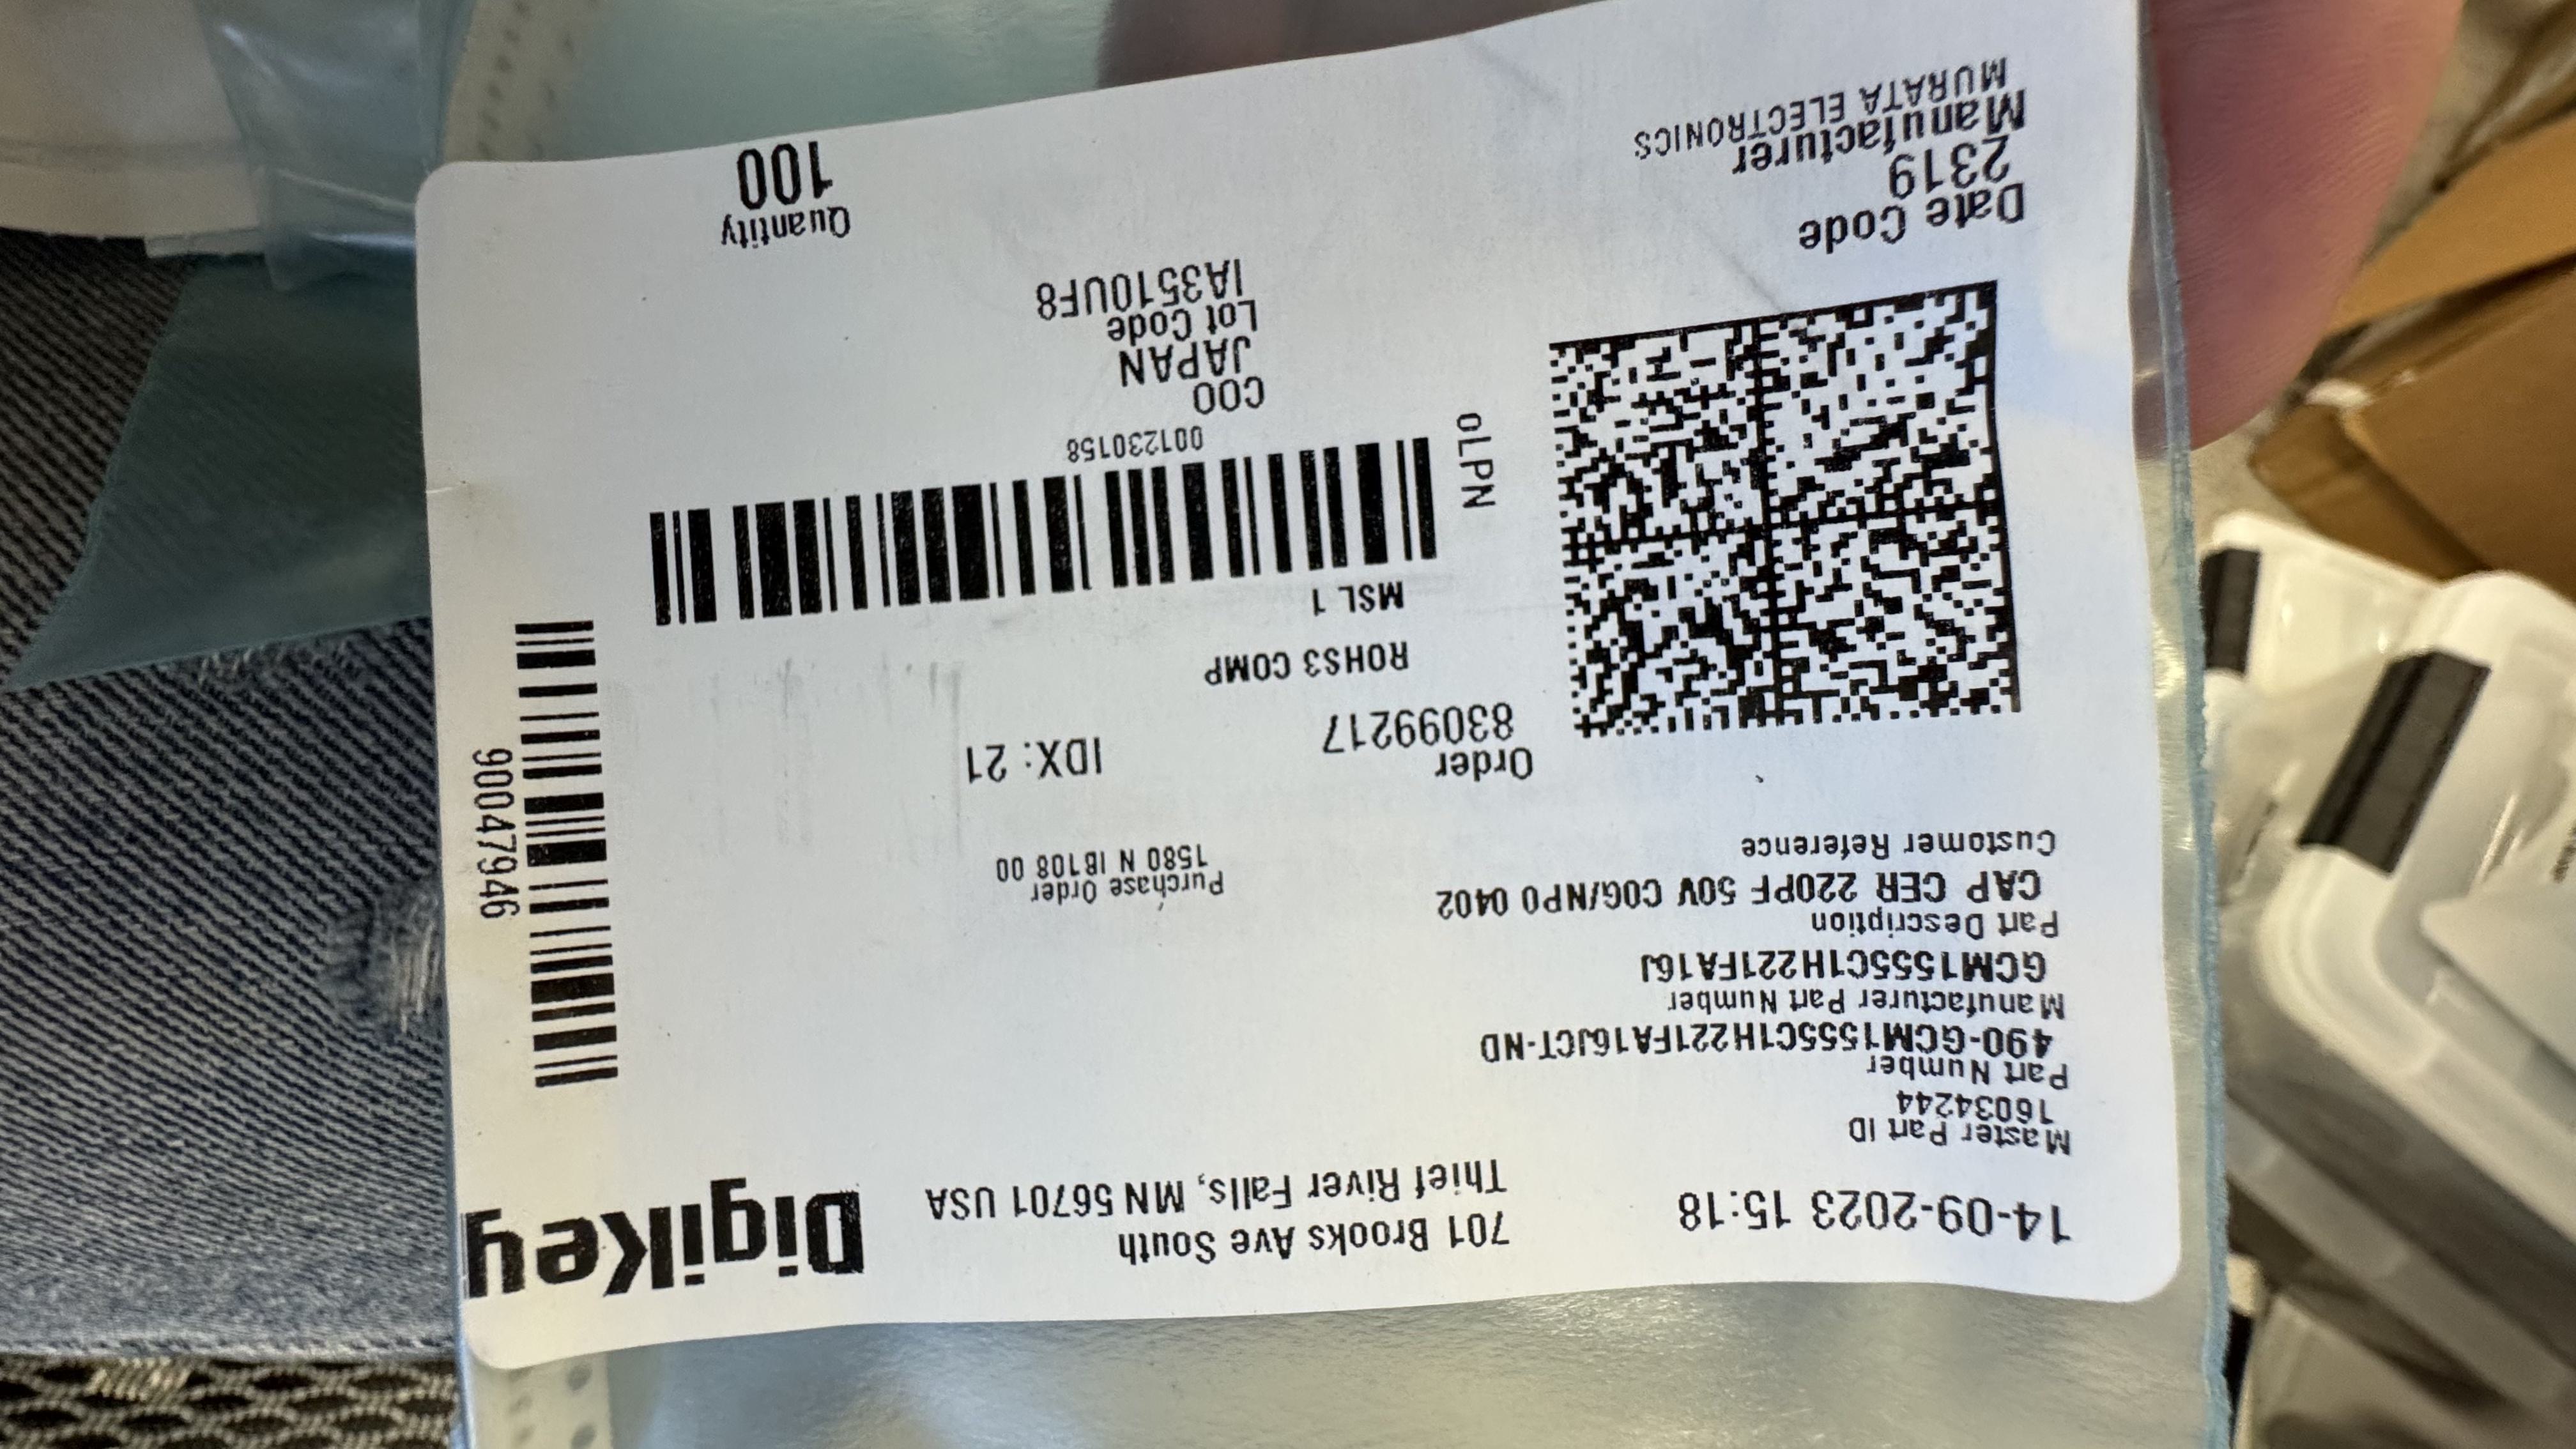 DigiKey
701 Brooks Ave South
Thief River Falls, MN 56701 USA
14-09-2023 15:18
Master Part ID
16034244
Part Number
490-GCM1555C1H221FA16JCT-ND
Manufacturer Part Number
GCM1555C1H221FA16J
Part Description
CAP CER 220PF 50V C0G/NP0 0402
Customer Reference
Purchase Order
1580 N IB108 00
Order
83099217
IDX: 21
ROHS3 COMP
MSL 1
oLPN
001230158
COO
JAPAN
Lot Code
IA3510UF8
Quantity
100
Date Code
2319
Manufacturer
MURATA ELECTRONICS
90047946